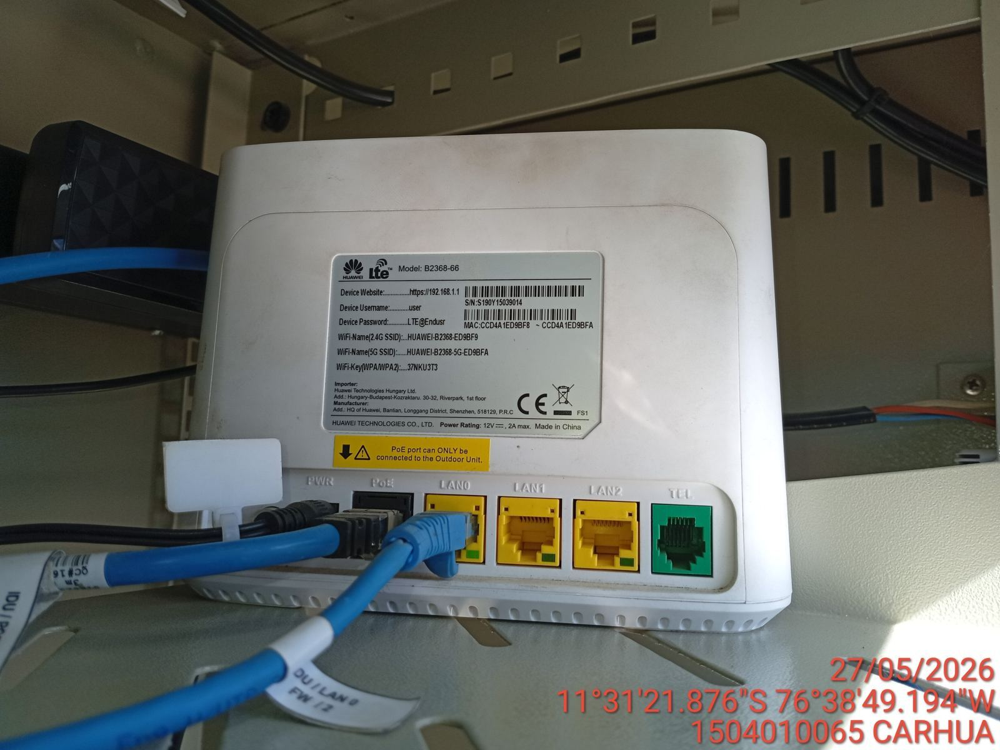 HUAWEI
Lte™ Model: B2368-66
Device Website:................https://192.168.1.1
S/N:S190Y15039014
Device Username:............user
Device Password:............LTE@Endusr
MAC:CCD4A1ED9BF8 ~ CCD4A1ED9BFA
WiFi-Name(2.4G SSID):...HUAWEI-B2368-ED9BF9
WiFi-Name(5G SSID):......HUAWEI-B2368-5G-ED9BFA
WiFi-Key(WPA/WPA2):....37NKU3T3
Importer:
Huawei Technologies Hungary Ltd.
Add.: Hungary-Budapest-Kozraktaru. 30-32, Riverpark, 1st floor
Manufacturer:
Add.: HQ of Huawei, Bantian, Longgang District, Shenzhen, 518129, P.R.C
CE
FS1
HUAWEI TECHNOLOGIES CO., LTD. Power Rating: 12V⎓, 2A max. Made in China
PoE port can ONLY be
connected to the Outdoor Unit.
PWR PoE LAN0 LAN1 LAN2 TEL
QC#16
3m
IDU /
DU / LAN 0
FW / 2
27/05/2026
11°31'21.876"S 76°38'49.194"W
1504010065 CARHUA